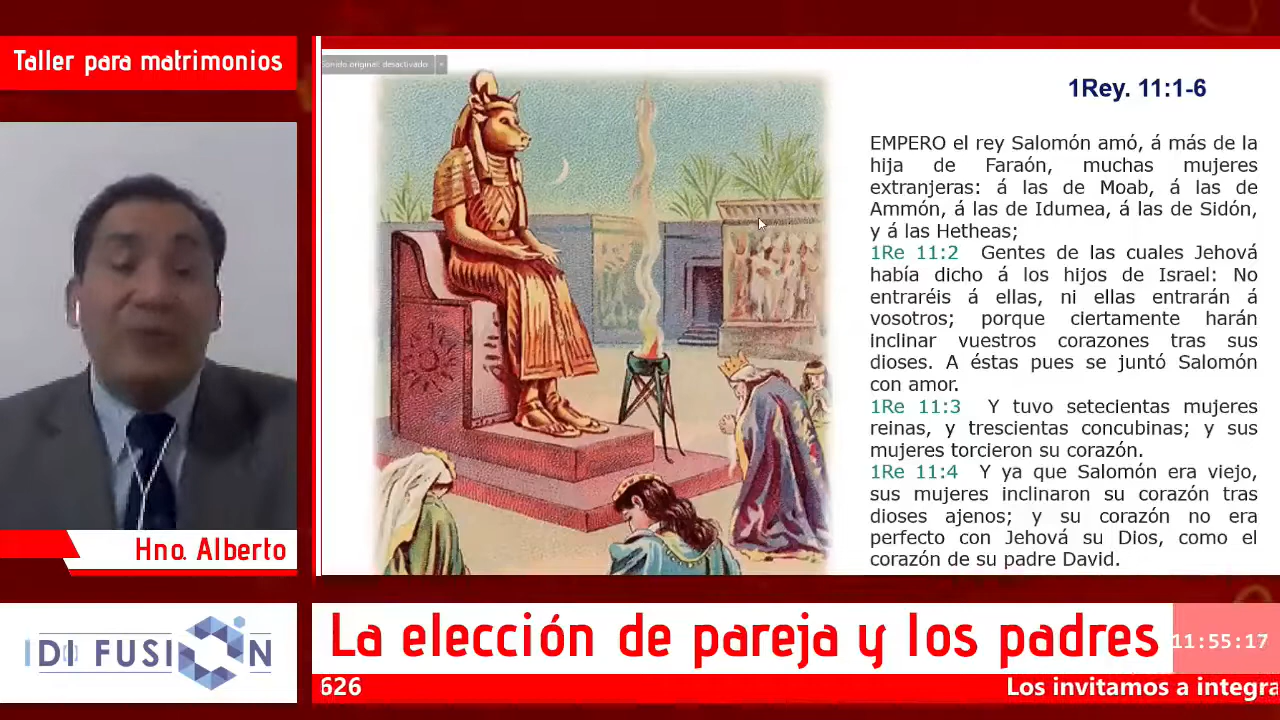 Taller para matrimonios
Sonido original: desactivado
1Rey. 11:1-6
EMPERO el rey Salomón amó, á más de la
hija de Faraón, muchas mujeres
extranjeras: á las de Moab, á las de
Ammón, á las de Idumea, á las de Sidón,
y á las Hetheas;
1Re 11:2 Gentes de las cuales Jehová
había dicho á los hijos de Israel: No
entraréis á ellas, ni ellas entrarán á
vosotros; porque ciertamente harán
inclinar vuestros corazones tras sus
dioses. A éstas pues se juntó Salomón
con amor.
1Re 11:3 Y tuvo setecientas mujeres
reinas, y trescientas concubinas; y sus
mujeres torcieron su corazón.
1Re 11:4 Y ya que Salomón era viejo,
sus mujeres inclinaron su corazón tras
dioses ajenos; y su corazón no era
perfecto con Jehová su Dios, como el
corazón de su padre David.
Hno. Alberto
IDI FUSIÓN
La elección de pareja y los padres
11:55:17
626
Los invitamos a integra